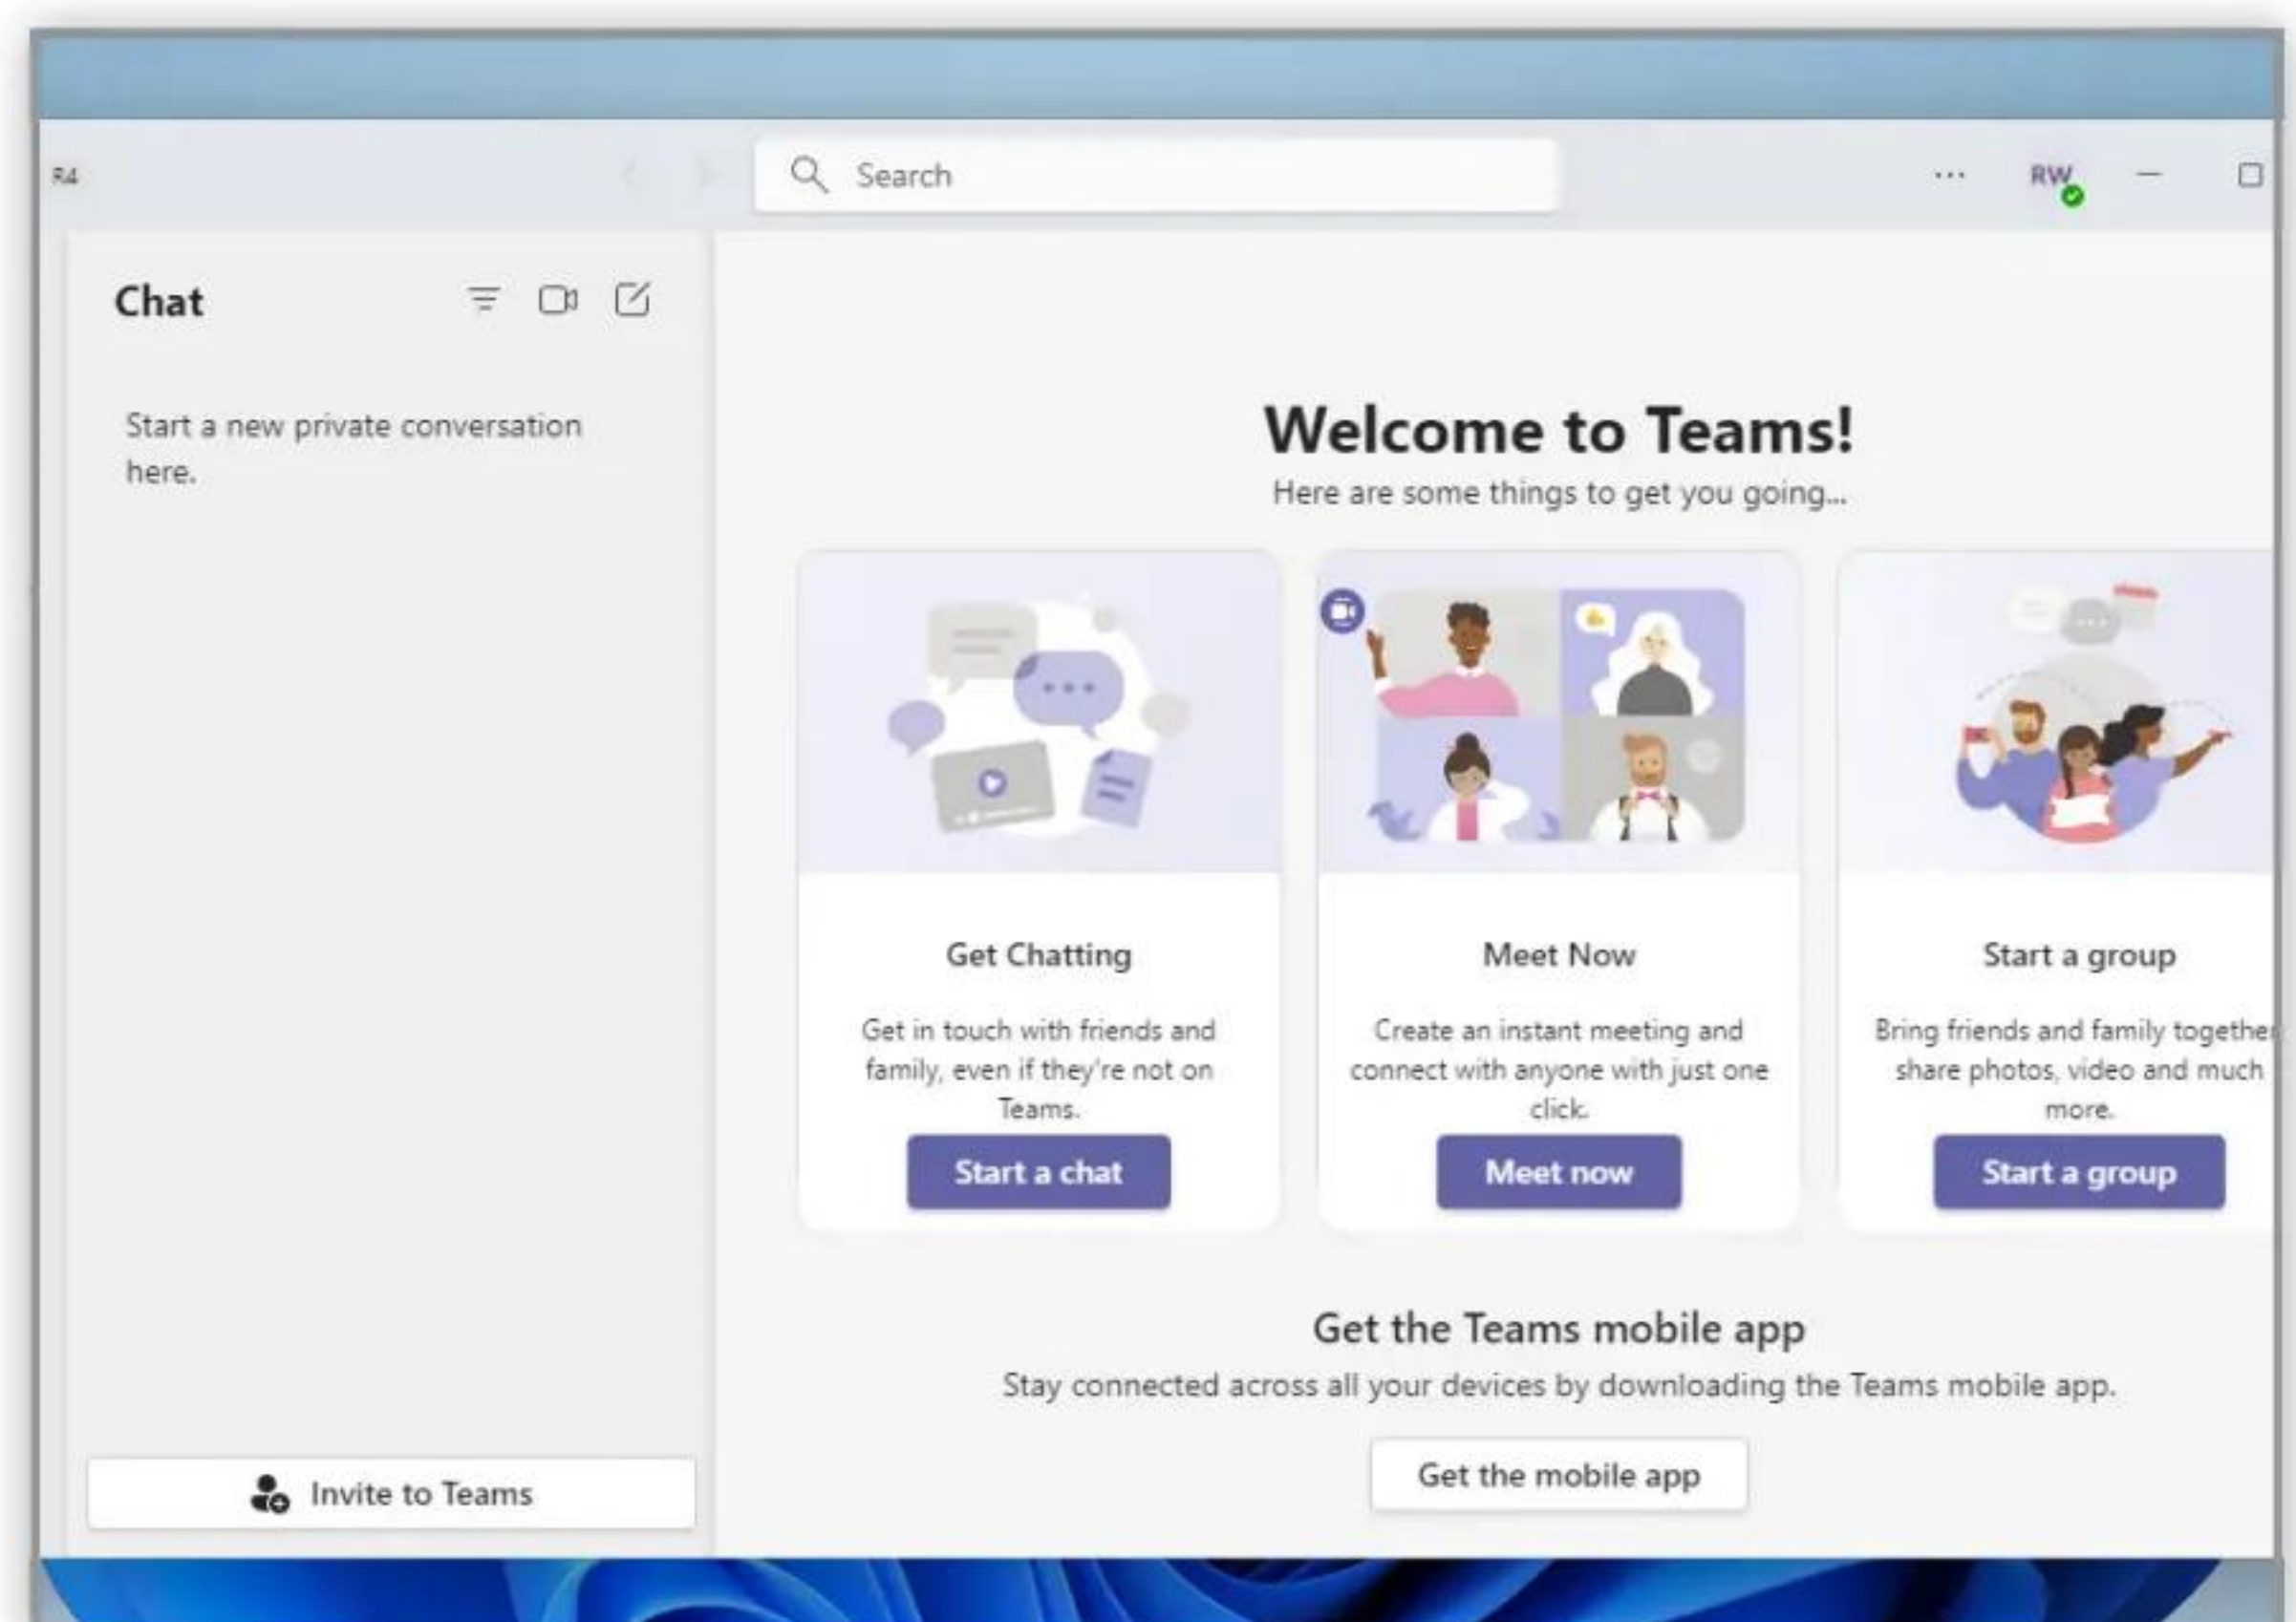 R4
Search
RW
Chat
Start a new private conversation
here.
Welcome to Teams!
Here are some things to get you going...
Get Chatting
Get in touch with friends and
family, even if they're not on
Teams.
Start a chat
Meet Now
Create an instant meeting and
connect with anyone with just one
click.
Meet now
Start a group
Bring friends and family together
share photos, video and much
more.
Start a group
Get the Teams mobile app
Stay connected across all your devices by downloading the Teams mobile app.
Get the mobile app
Invite to Teams